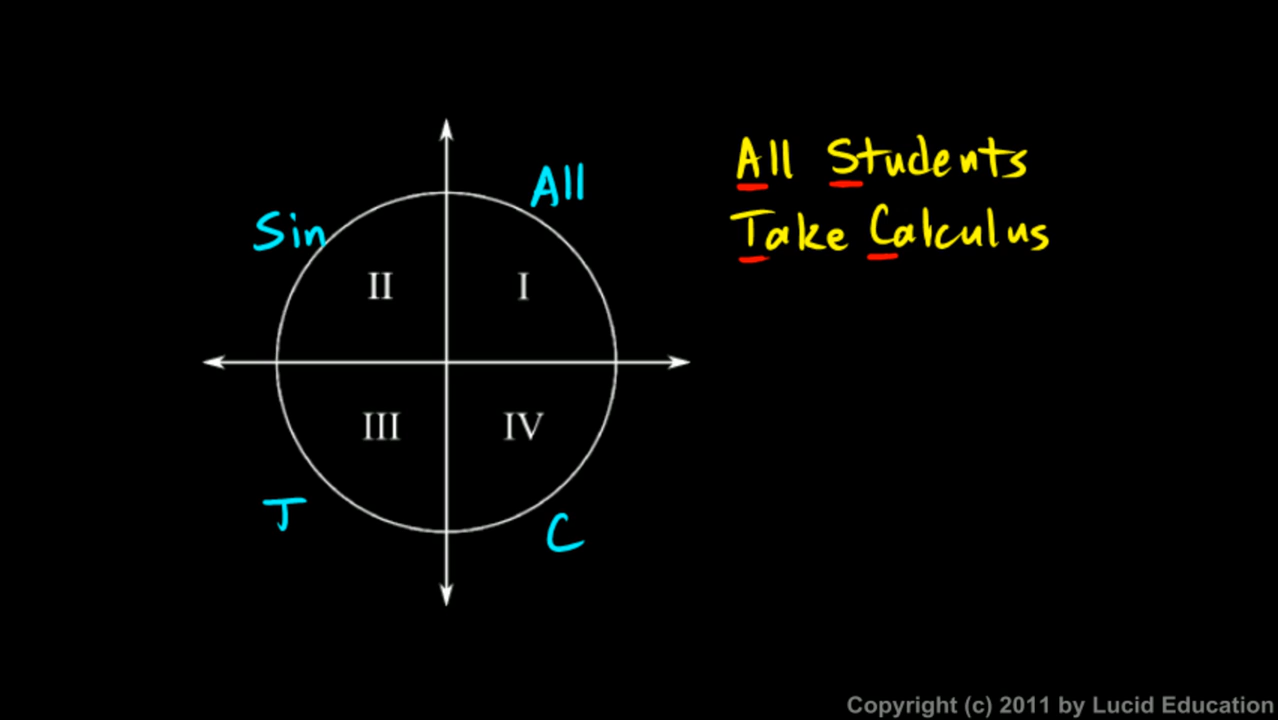 All Students
Take Calculus
All
Sin
II
I
III
IV
T
C
Copyright (c) 2011 by Lucid Education